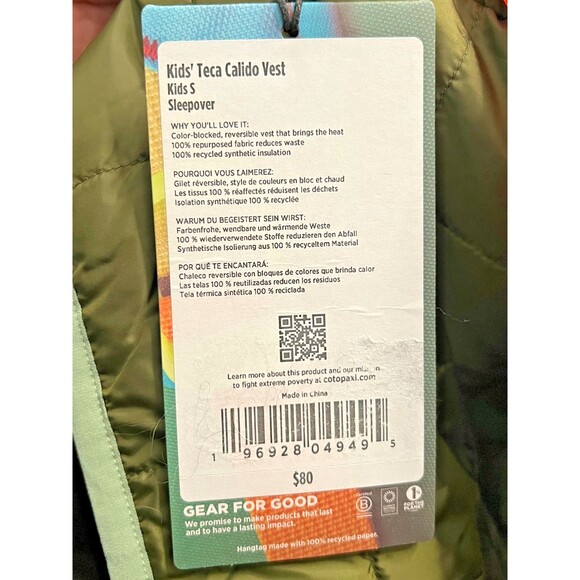 Kids' Teca Calido Vest
Kids S
Sleepover
WHY YOU'LL LOVE IT:
Color-blocked, reversible vest that brings the heat
100% repurposed fabric reduces waste
100% recycled synthetic insulation
POURQUOI VOUS L'AIMEREZ:
Gilet réversible, style de couleurs en bloc et chaud
Les tissus 100 % réaffectés réduisent les déchets
Isolation synthétique 100 % recyclée
WARUM DU BEGEISTERT SEIN WIRST:
Farbenfrohe, wendbare und wärmende Weste
100 % wiederverwendete Stoffe reduzieren den Abfall
Synthetische Isolierung aus 100 % recyceltem Material
POR QUÉ TE ENCANTARÁ:
Chaleco reversible con bloques de colores que brinda calor
Las telas 100 % reutilizadas reducen los residuos
Tela térmica sintética 100 % reciclada
Learn more about this product and our mission
to fight extreme poverty at cotopaxi.com
Made in China
1 96928 04949 5
$80
GEAR FOR GOOD
We promise to make products that last
and to have a lasting impact.
Hangtag made with 100% recycled paper.
Certified
B
Corporation
1%
FOR THE
PLANET